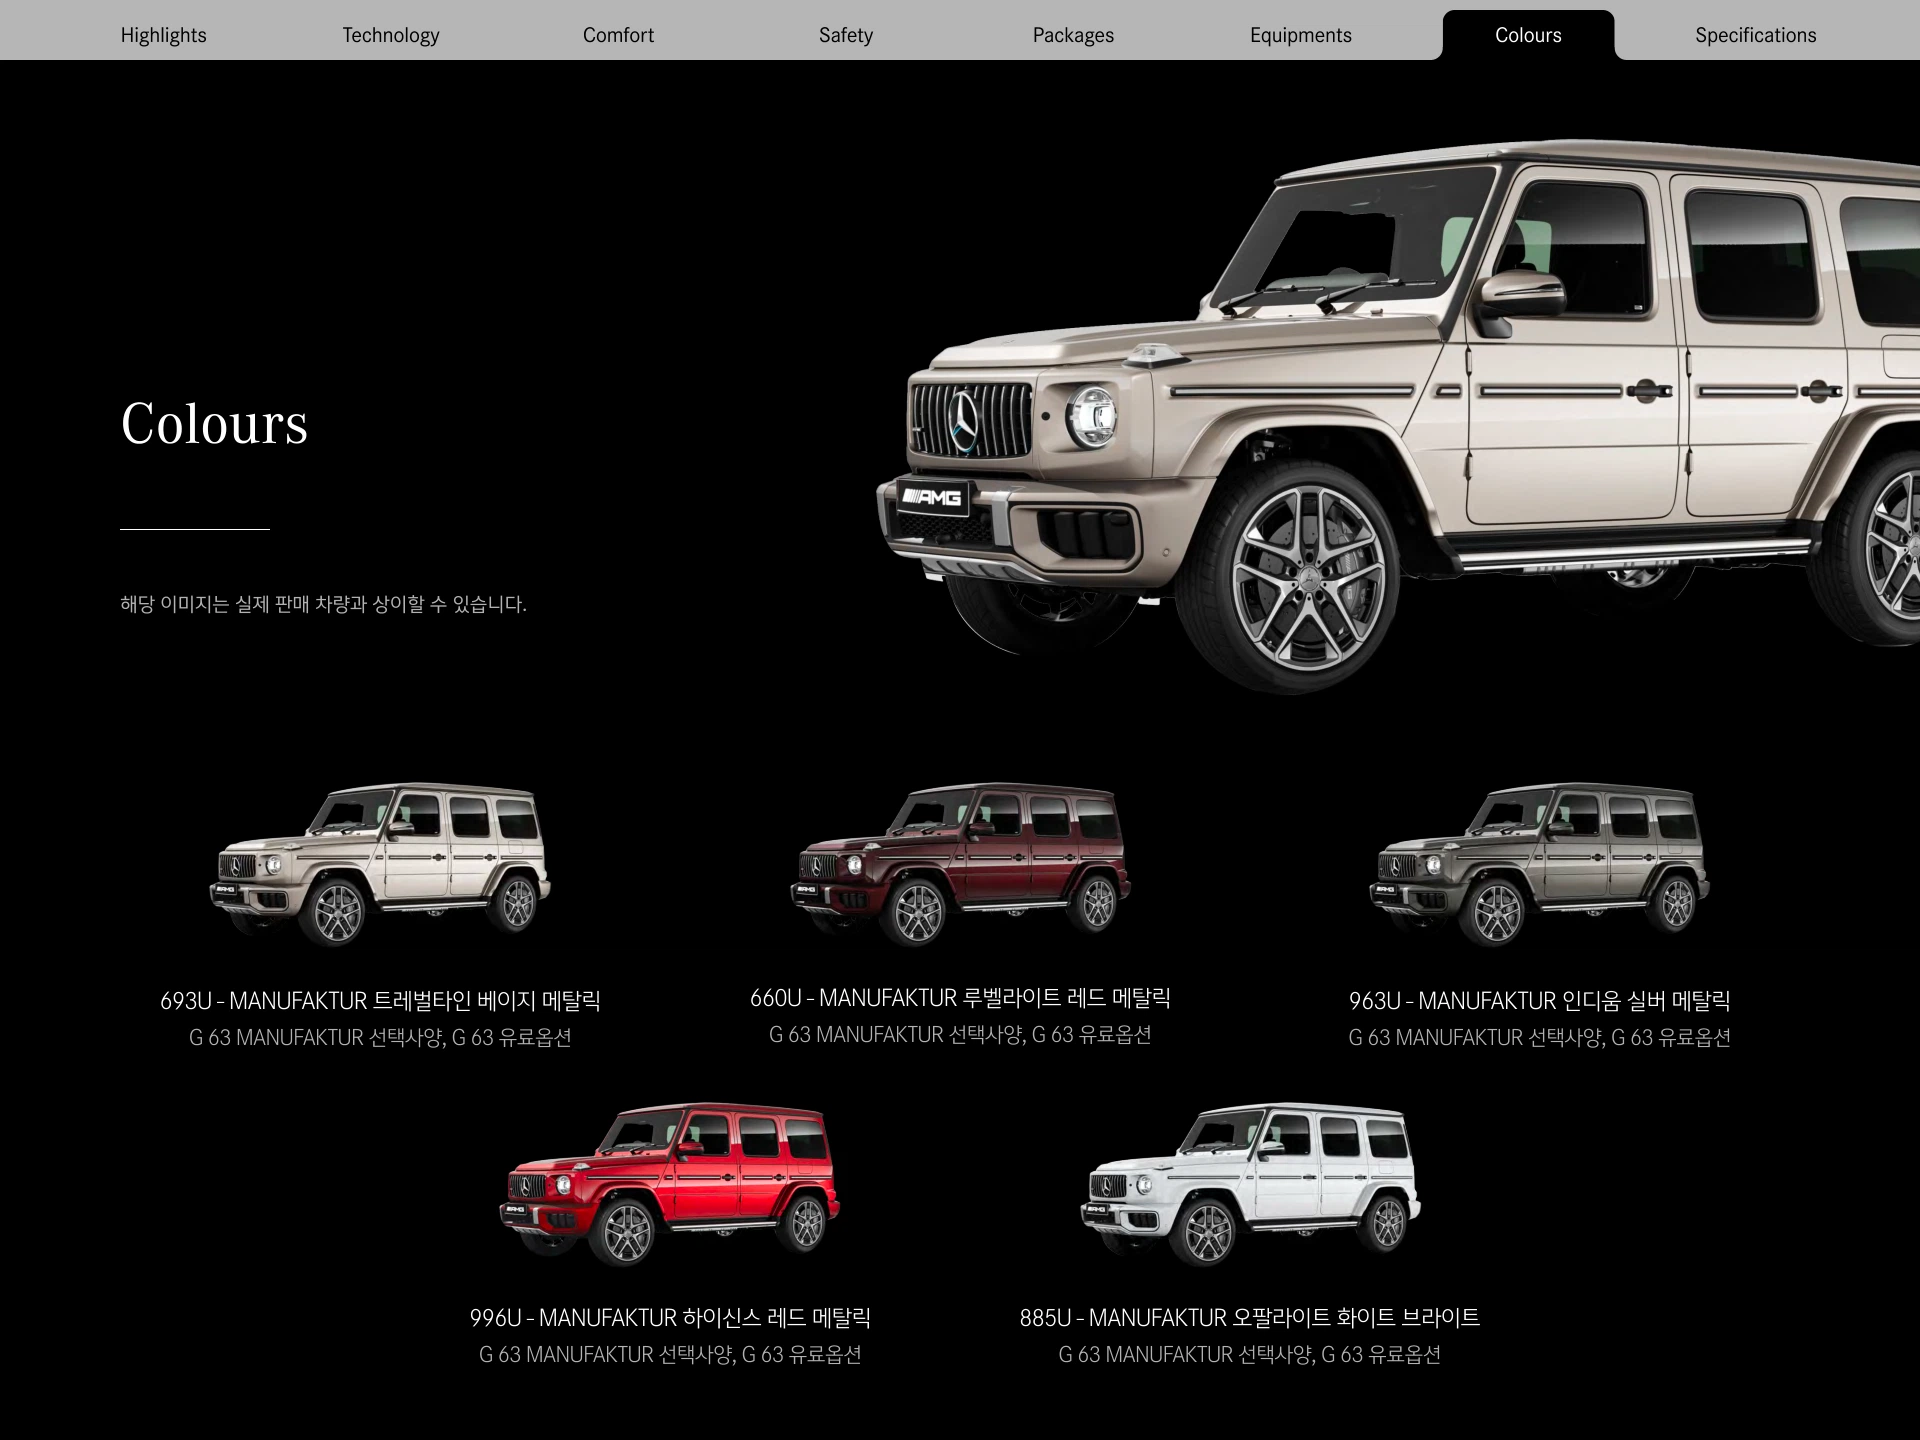 Highlights
Technology
Comfort
Safety
Packages
Equipments
Colours
Specifications
Colours
해당 이미지는 실제 판매 차량과 상이할 수 있습니다.
AMG
693U - MANUFAKTUR 트레벌타인 베이지 메탈릭
G 63 MANUFAKTUR 선택사양, G 63 유료옵션
660U - MANUFAKTUR 루벨라이트 레드 메탈릭
G 63 MANUFAKTUR 선택사양, G 63 유료옵션
963U - MANUFAKTUR 인디움 실버 메탈릭
G 63 MANUFAKTUR 선택사양, G 63 유료옵션
996U - MANUFAKTUR 하이신스 레드 메탈릭
G 63 MANUFAKTUR 선택사양, G 63 유료옵션
885U - MANUFAKTUR 오팔라이트 화이트 브라이트
G 63 MANUFAKTUR 선택사양, G 63 유료옵션